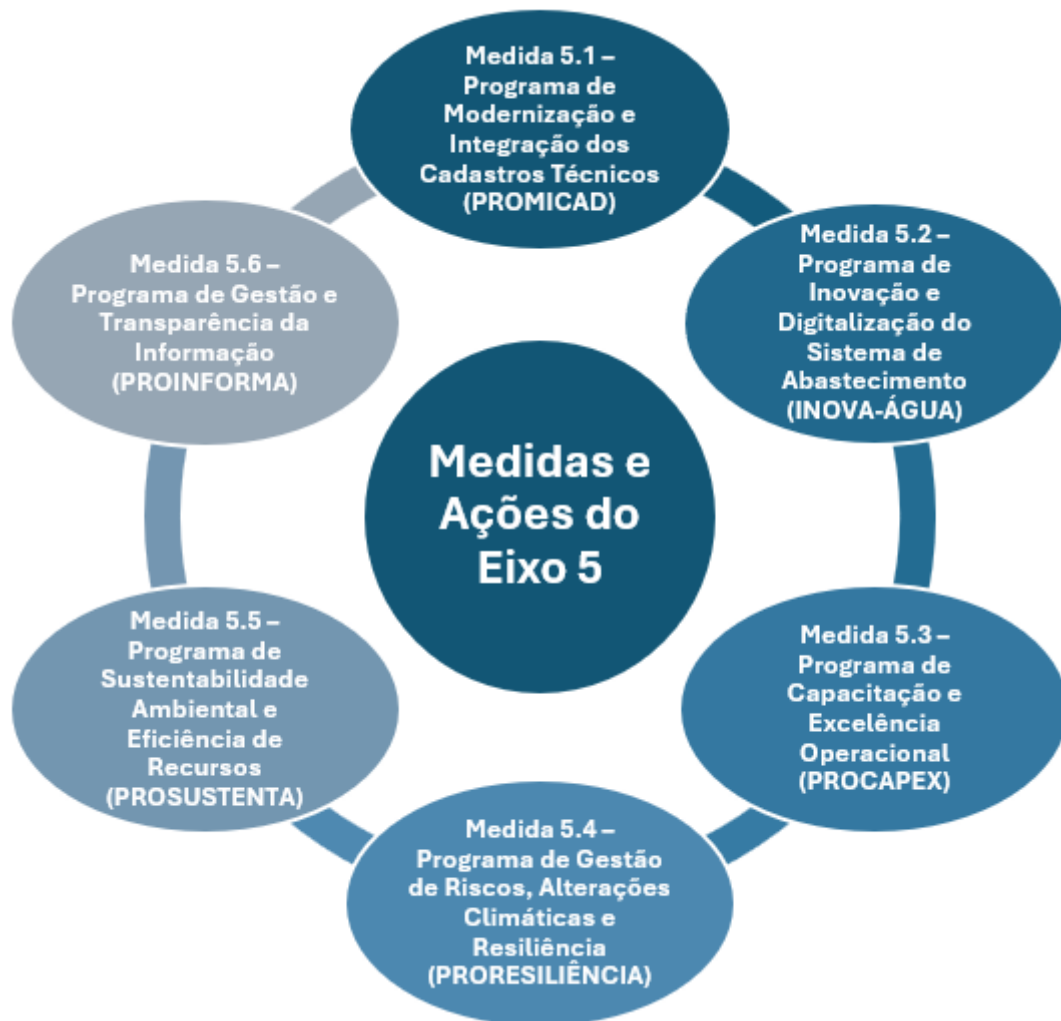 Medida 5.1 –
Programa de
Modernização e
Integração dos
Cadastros Técnicos
(PROMICAD)
Medida 5.2 –
Programa de
Inovação e
Digitalização do
Sistema de
Abastecimento
(INOVA-ÁGUA)
Medida 5.3 –
Programa de
Capacitação e
Excelência
Operacional
(PROCAPEX)
Medida 5.4 –
Programa de Gestão
de Riscos, Alterações
Climáticas e
Resiliência
(PRORESILIÊNCIA)
Medida 5.5 –
Programa de
Sustentabilidade
Ambiental e
Eficiência de
Recursos
(PROSUSTENTA)
Medida 5.6 –
Programa de Gestão e
Transparência da
Informação
(PROINFORMA)
Medidas e
Ações do
Eixo 5